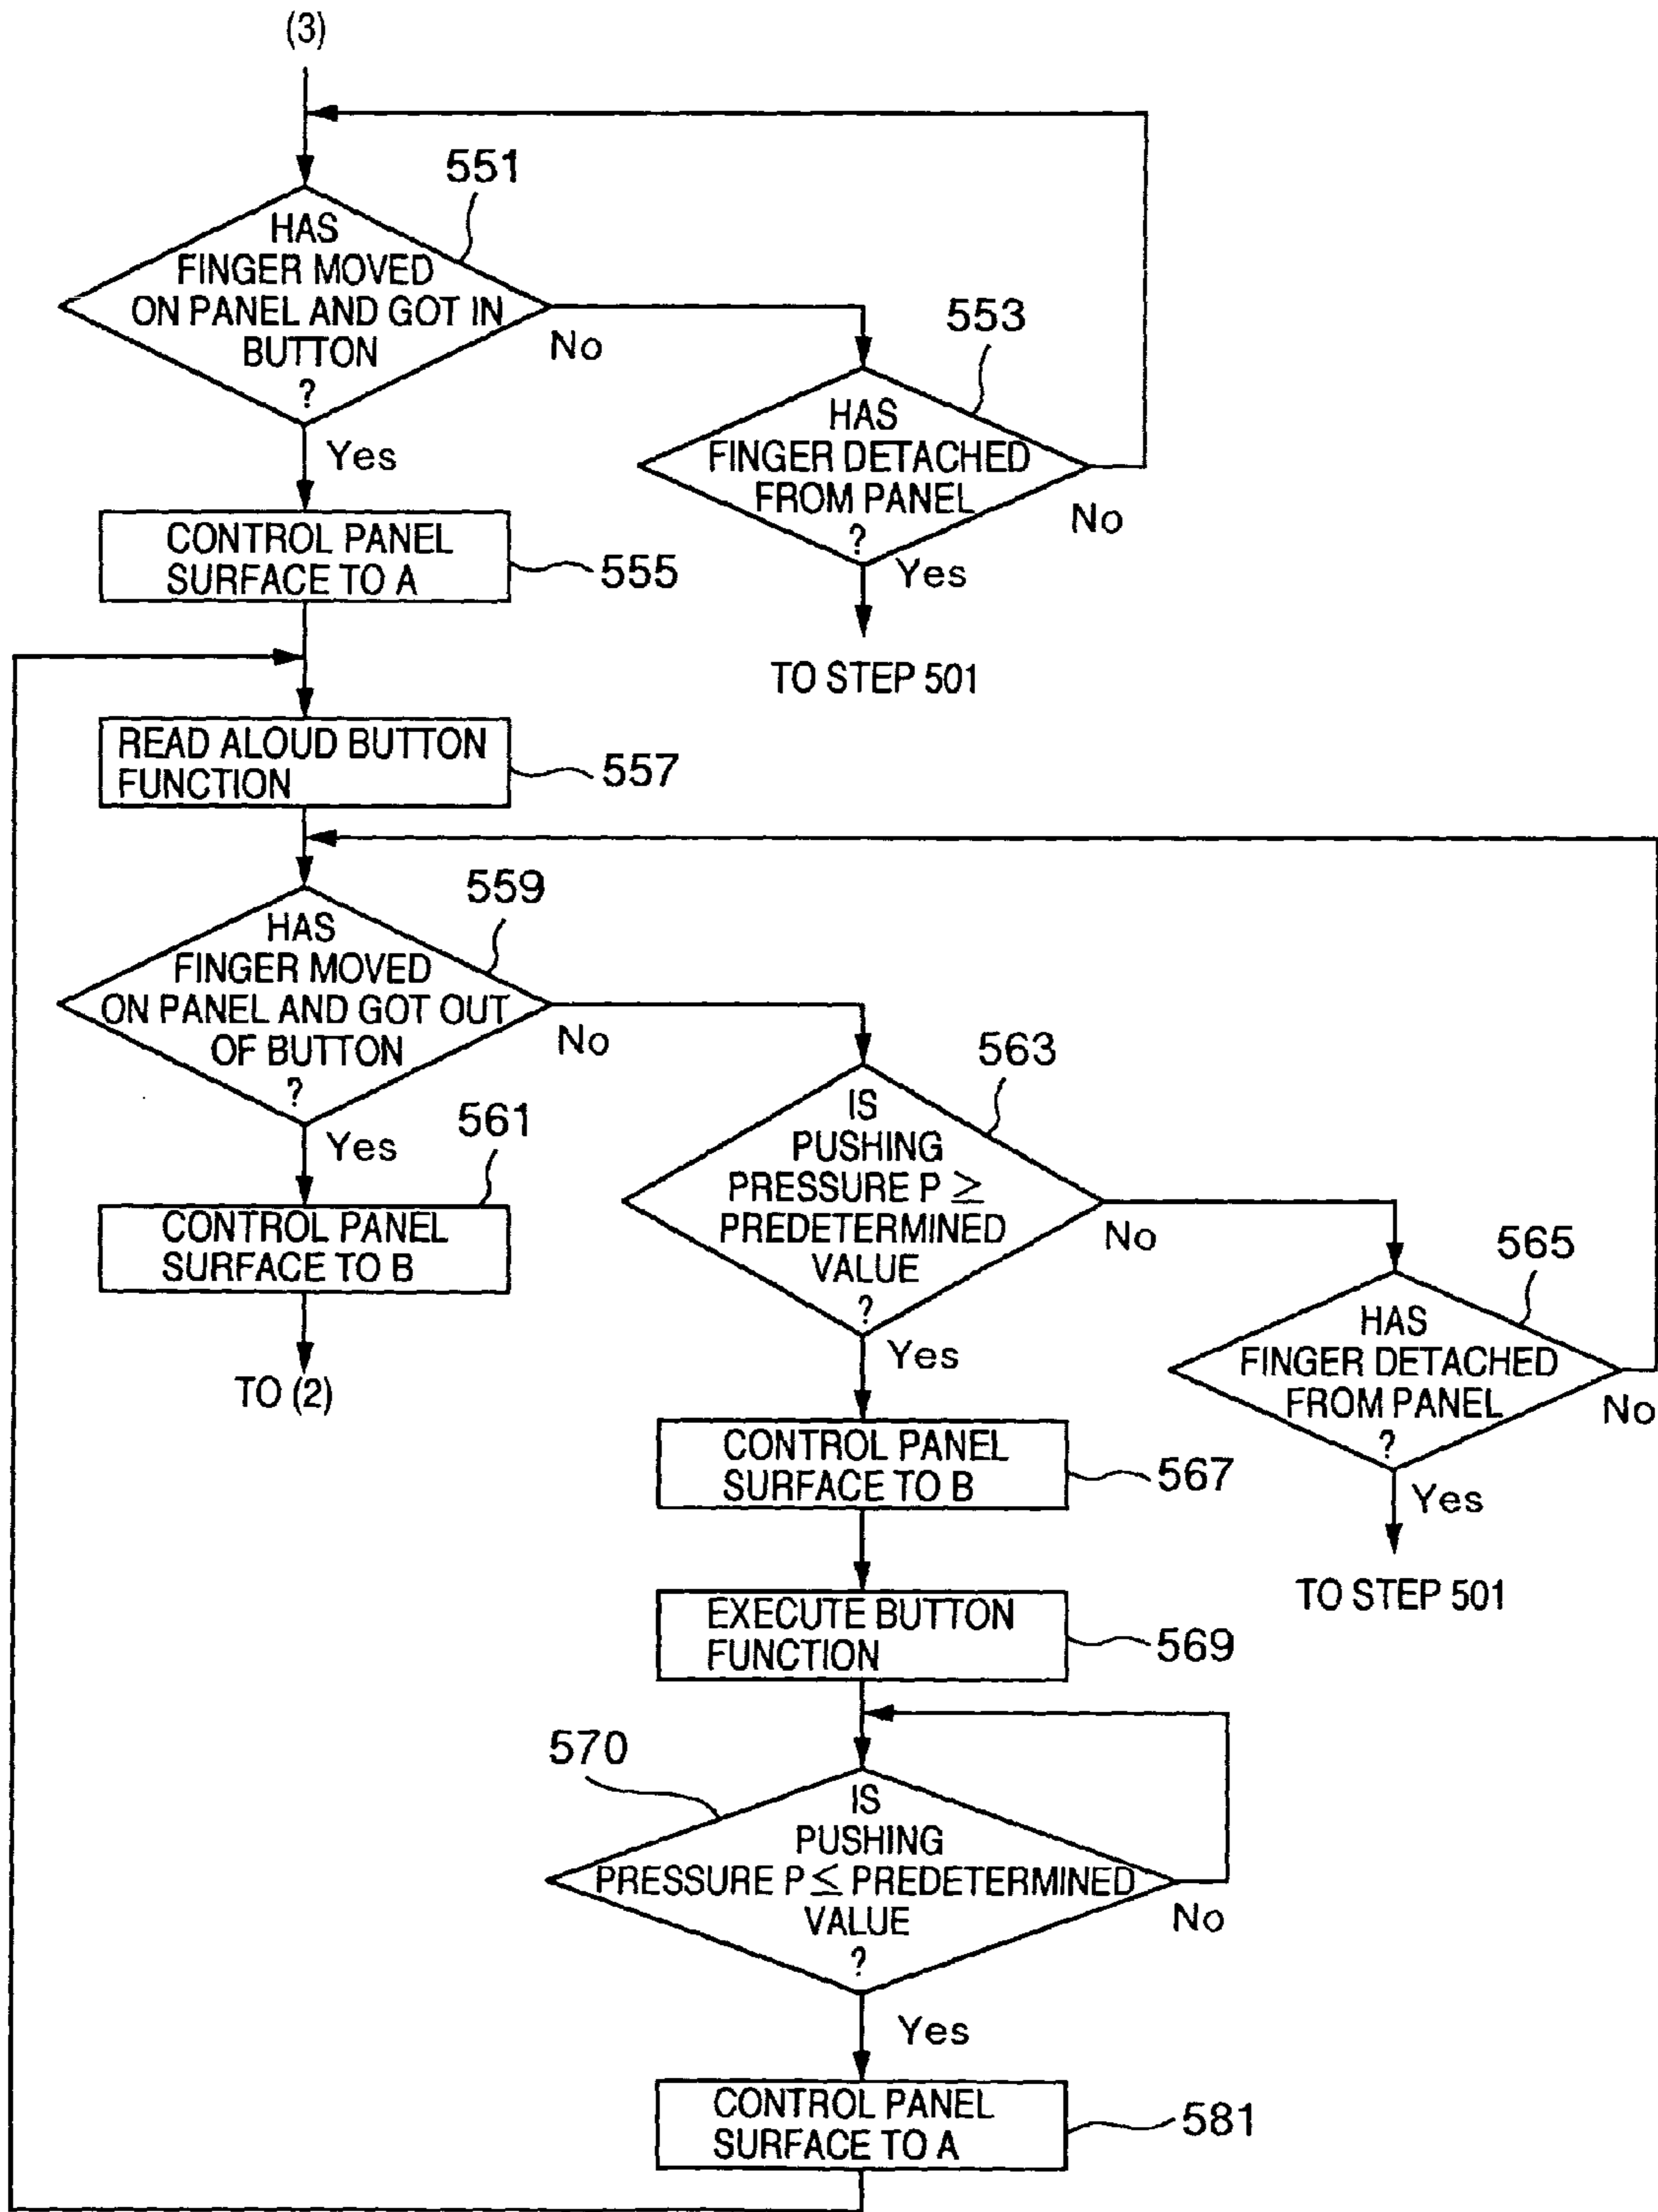 (3)
551
HAS
FINGER MOVED
ON PANEL AND GOT IN
BUTTON
?
No
Yes
553
HAS
FINGER DETACHED
FROM PANEL
?
No
Yes
TO STEP 501
CONTROL PANEL
SURFACE TO A
555
READ ALOUD BUTTON
FUNCTION
557
559
HAS
FINGER MOVED
ON PANEL AND GOT OUT
OF BUTTON
?
No
Yes
561
CONTROL PANEL
SURFACE TO B
TO (2)
563
IS
PUSHING
PRESSURE P ≥
PREDETERMINED
VALUE
?
No
Yes
565
HAS
FINGER DETACHED
FROM PANEL
?
No
Yes
TO STEP 501
CONTROL PANEL
SURFACE TO B
567
EXECUTE BUTTON
FUNCTION
569
570
IS
PUSHING
PRESSURE P ≤ PREDETERMINED
VALUE
?
No
Yes
CONTROL PANEL
SURFACE TO A
581